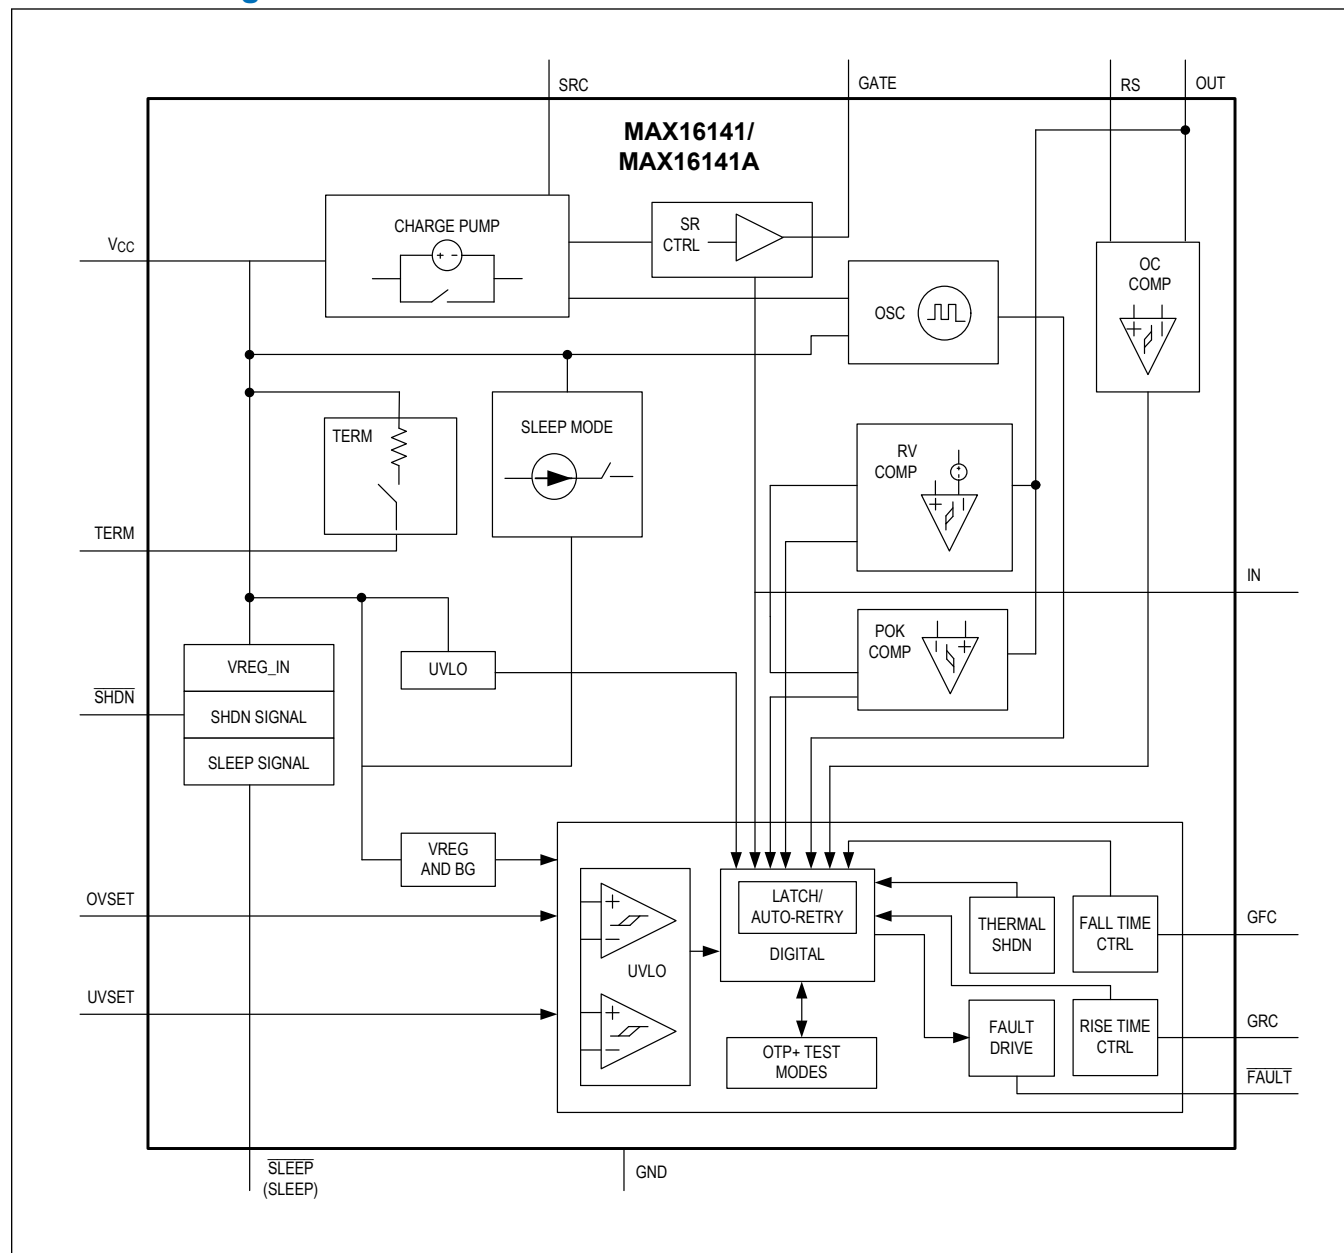 SRC
GATE
RS
OUT
MAX16141/
MAX16141A
VCC
CHARGE PUMP
+ -
SR
CTRL
OSC
OC
COMP
+ -
TERM
SLEEP MODE
RV
COMP
+ -
TERM
IN
POK
COMP
- +
VREG_IN
UVLO
SHDN
SHDN SIGNAL
SLEEP SIGNAL
VREG
AND BG
OVSET
UVSET
+
-
UVLO
+
-
LATCH/
AUTO-RETRY
DIGITAL
OTP+ TEST
MODES
THERMAL
SHDN
FALL TIME
CTRL
GFC
FAULT
DRIVE
RISE TIME
CTRL
GRC
FAULT
SLEEP
(SLEEP)
GND